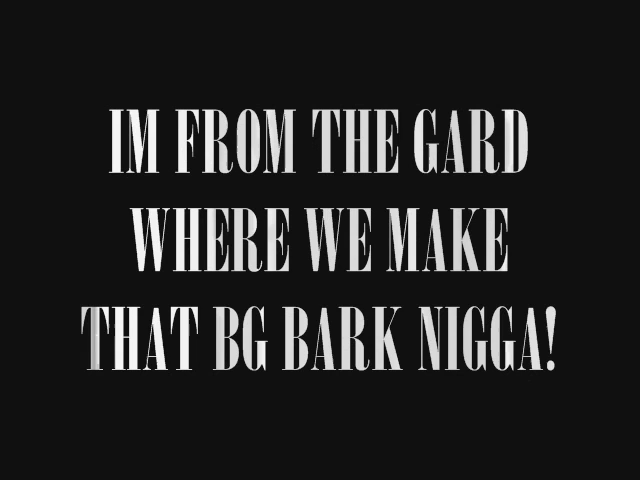 IM FROM THE GARD
WHERE WE MAKE
THAT BG BARK NIGGA!